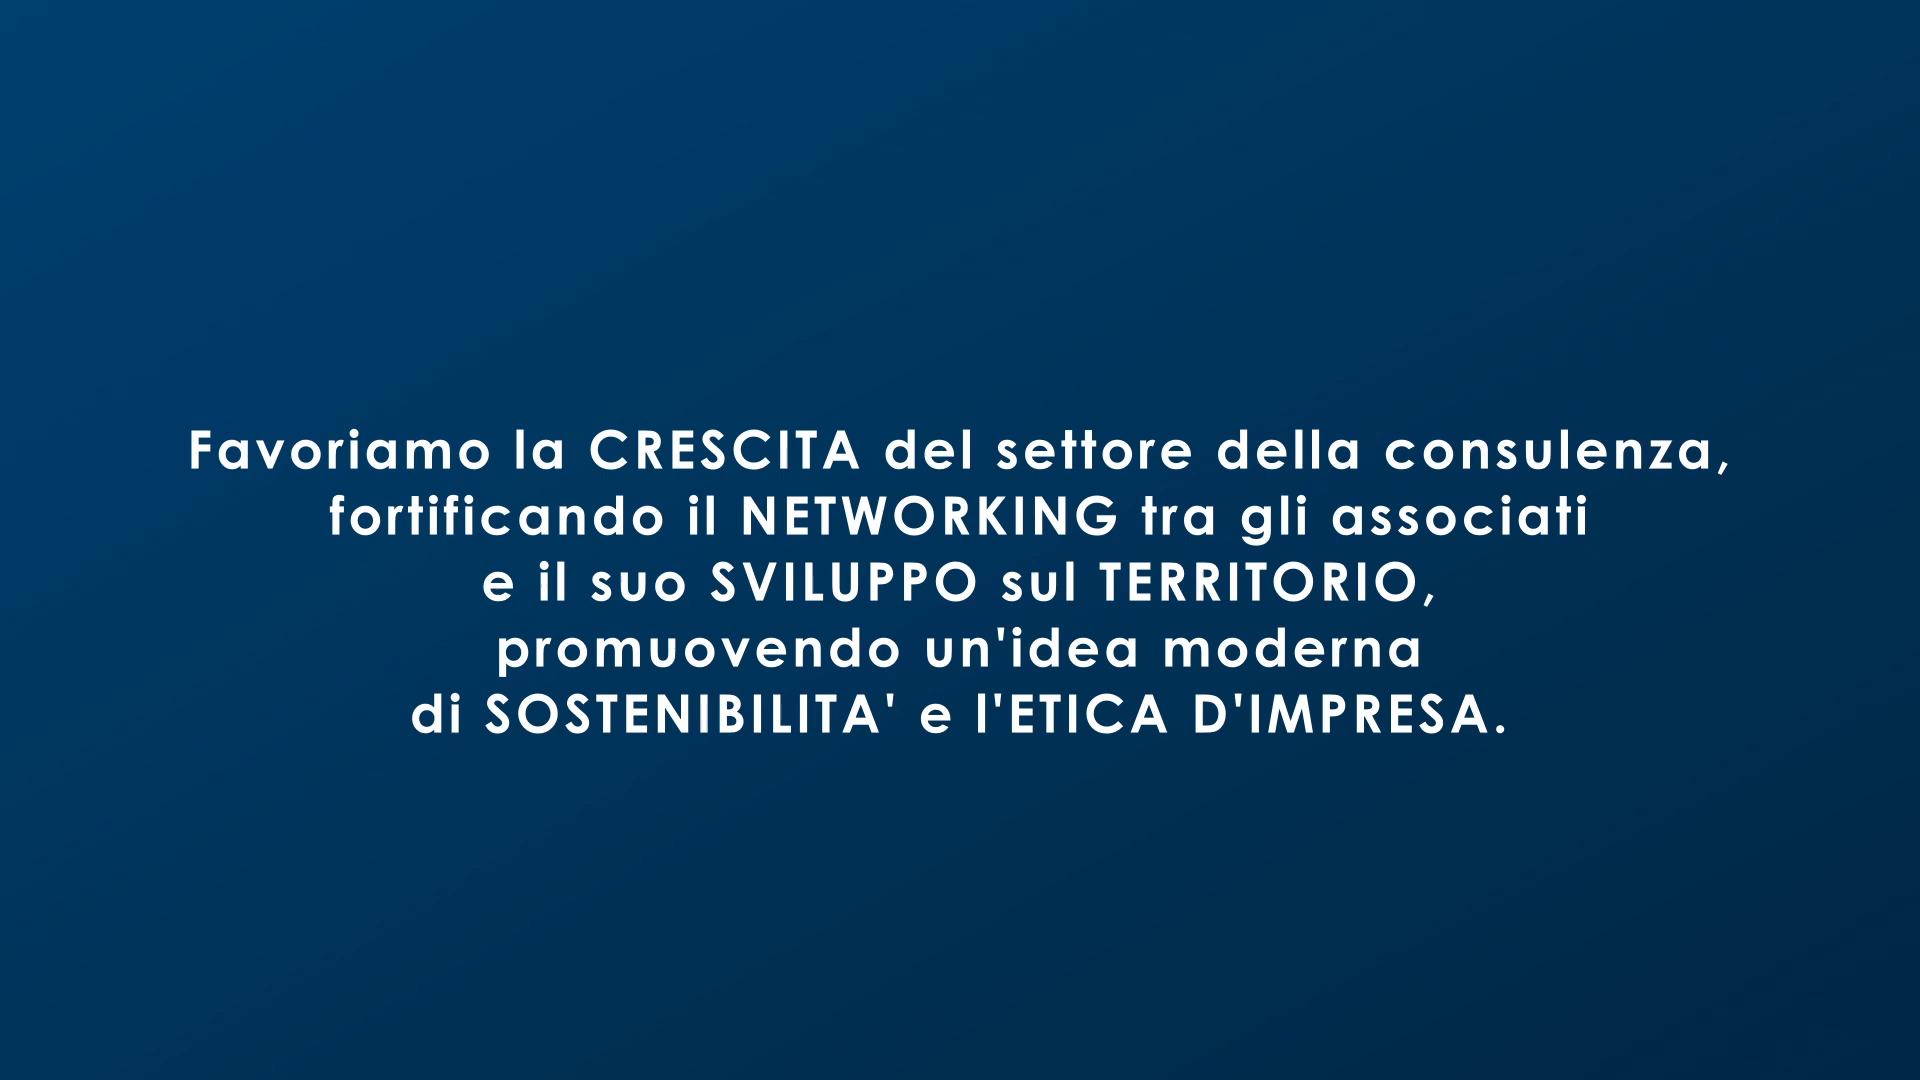 Favoriamo la CRESCITA del settore della consulenza,
fortificando il NETWORKING tra gli associati
e il suo SVILUPPO sul TERRITORIO,
promuovendo un'idea moderna
di SOSTENIBILITA' e l'ETICA D'IMPRESA.